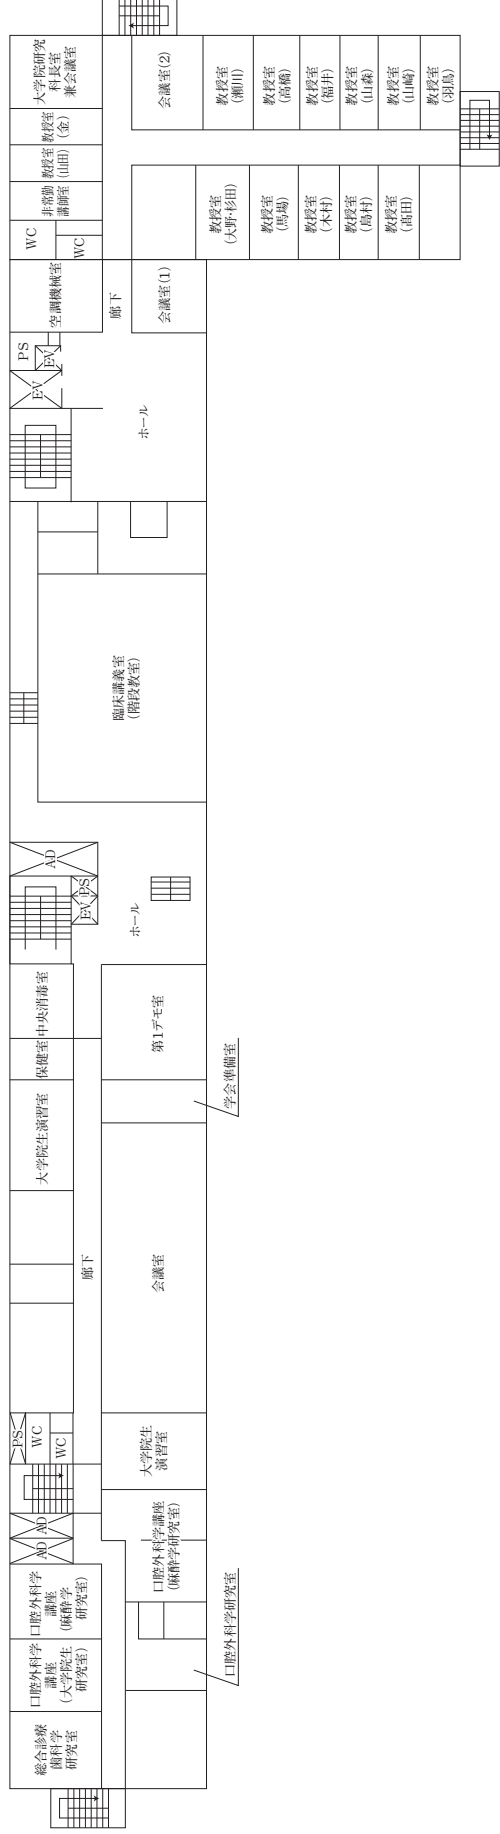 大学院研究
科長室
兼会議室
教授室
(金)
教授室
(山田)
非常勤
講師室
WC
WC
会議室(2)
教授室
(瀬川)
教授室
(高橋)
教授室
(福井)
教授室
(山森)
教授室
(山崎)
教授室
(羽鳥)
教授室
(大野・杉田)
教授室
(馬場)
教授室
(木村)
教授室
(島村)
教授室
(髙田)
空調機械室
廊下
会議室(1)
PS
EV
EV
ホール
臨床講義室
(階段教室)
AD
PS
EV
ホール
中央消毒室
保健室
大学院生演習室
第1デモ室
学会準備室
廊下
会議室
PS
WC
WC
大学院生
演習室
AD
AD
口腔外科学講座
(麻酔学研究室)
口腔外科学
講座
(麻酔学
研究室)
口腔外科学
講座
(大学院生
研究室)
口腔外科学研究室
総合診療
歯科学
研究室